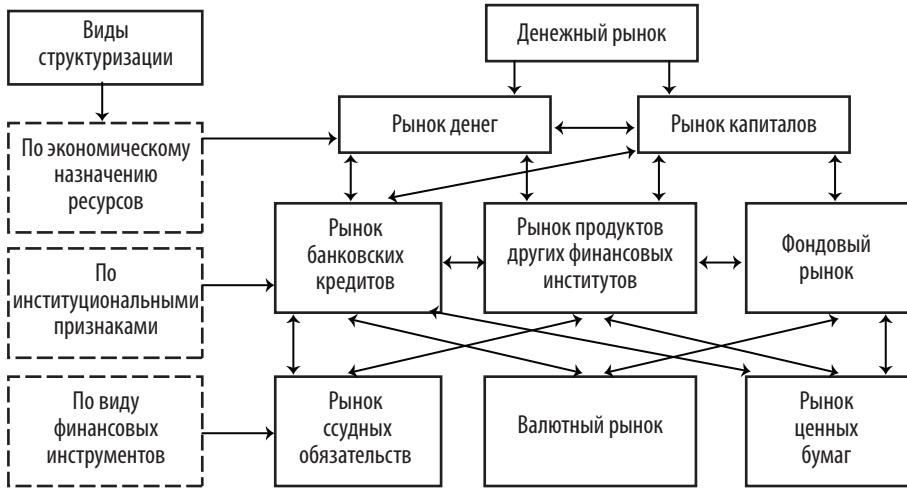 Виды
структуризации
Денежный рынок
Рынок денег
Рынок капиталов
По экономическому
назначению
ресурсов
Рынок
банковских
кредитов
Рынок продуктов
других финансовых
институтов
Фондовый
рынок
По
институциональными
признаками
По виду
финансовых
инструментов
Рынок
ссудных
обязательств
Валютный рынок
Рынок
ценных
бумаг